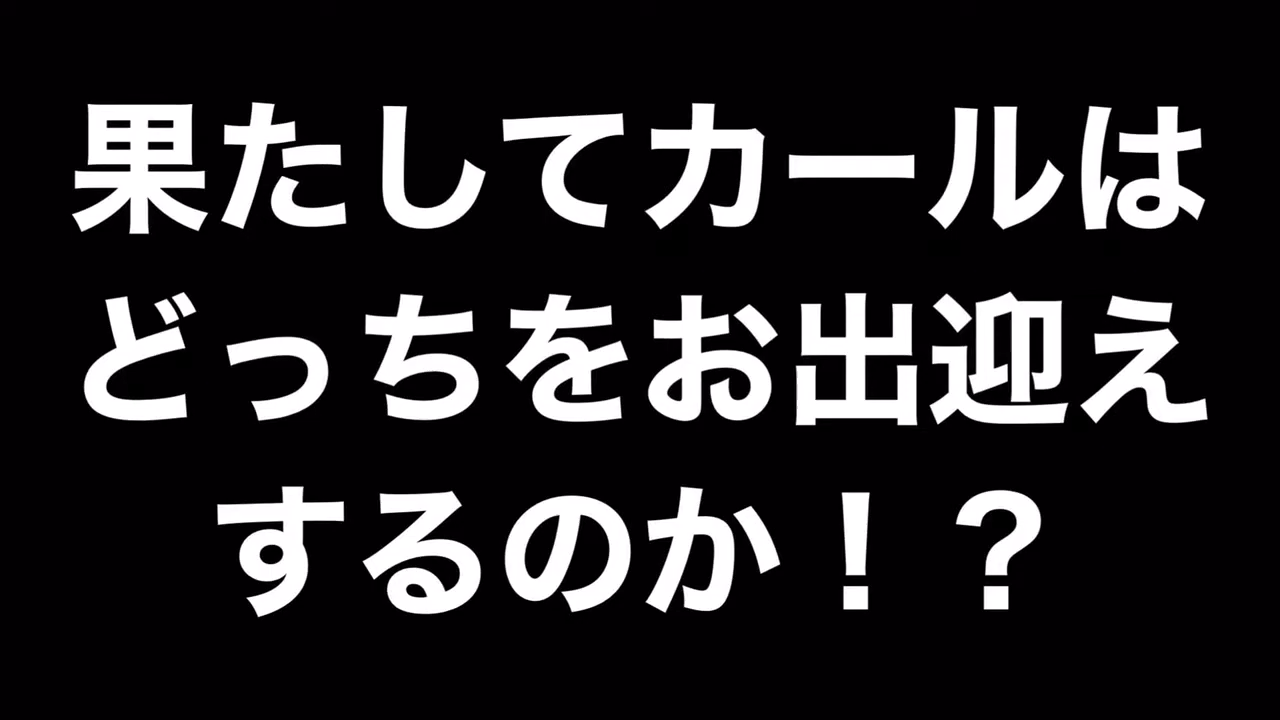 果たしてカールは
どっちをお出迎え
するのか！？